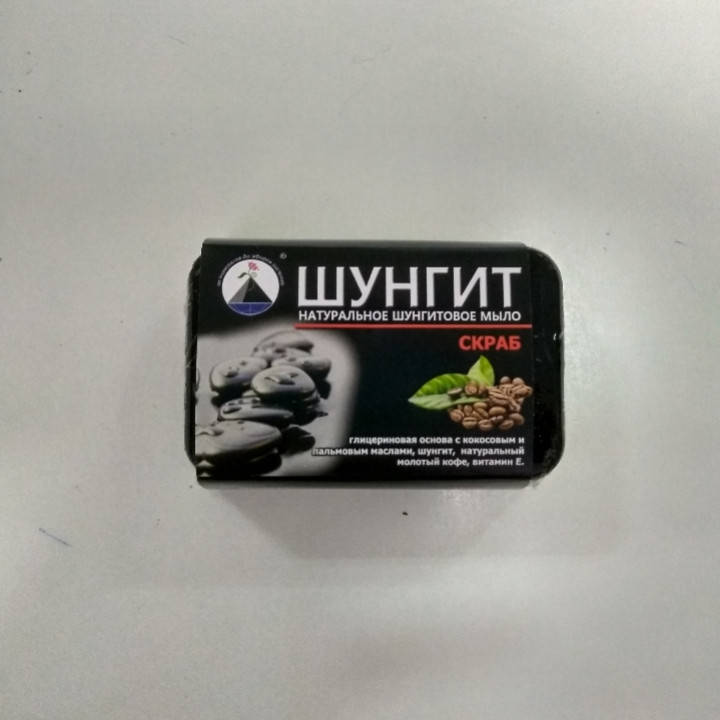 ©
ШУНГИТ
НАТУРАЛЬНОЕ ШУНГИТОВОЕ МЫЛО
СКРАБ
глицериновая основа с кокосовым и
пальмовым маслами, шунгит, натуральный
молотый кофе, витамин Е.